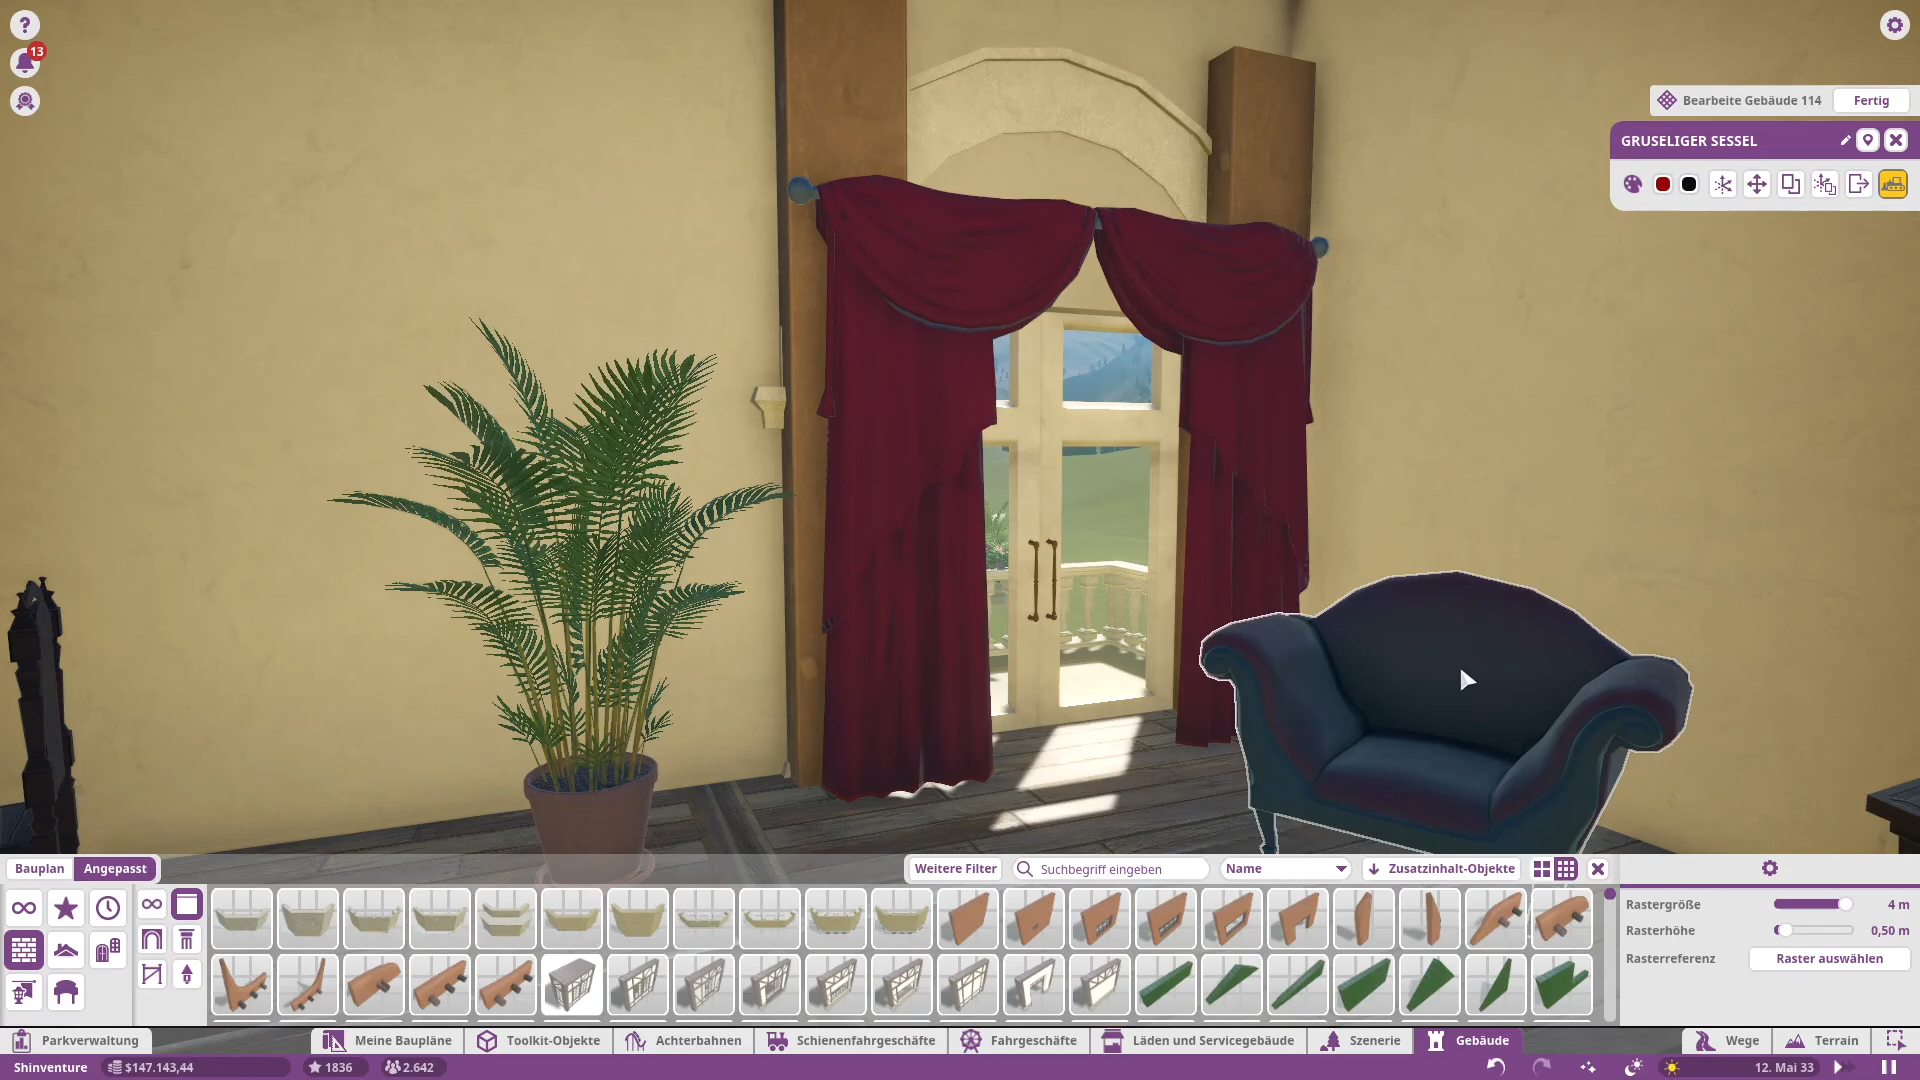 ?
13
Bearbeite Gebäude 114
Fertig
GRUSELIGER SESSEL
Bauplan
Angepasst
Weitere Filter
Suchbegriff eingeben
Name
Zusatzinhalt-Objekte
Rastergröße
4 m
Rasterhöhe
0,50 m
Rasterreferenz
Raster auswählen
Parkverwaltung
Meine Baupläne
Toolkit-Objekte
Achterbahnen
Schienenfahrgeschäfte
Fahrgeschäfte
Läden und Servicegebäude
Szenerie
Gebäude
Wege
Terrain
Shinventure
$147.143,44
1836
2.642
12. Mai 33